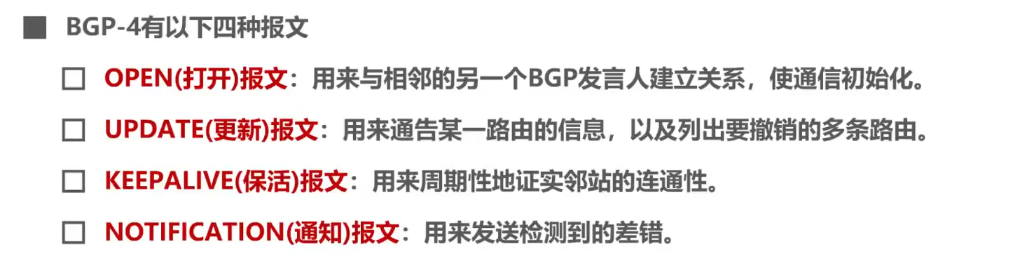 BGP-4有以下四种报文
OPEN(打开)报文：用来与相邻的另一个BGP发言人建立关系，使通信初始化。
UPDATE(更新)报文：用来通告某一路由的信息，以及列出要撤销的多条路由。
KEEPALIVE(保活)报文：用来周期性地证实邻站的连通性。
NOTIFICATION(通知)报文：用来发送检测到的差错。